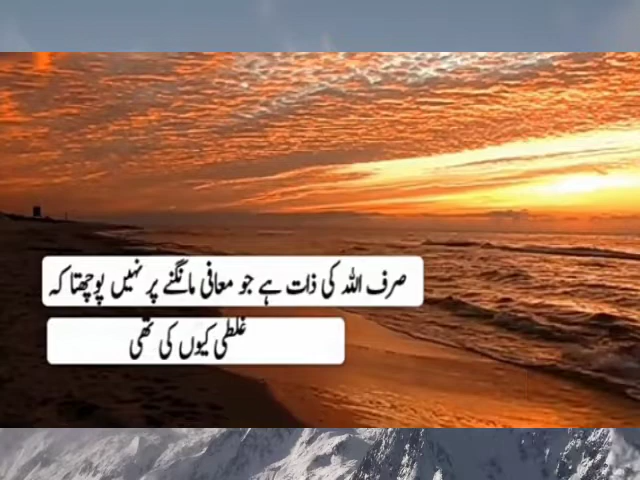 صرف اللہ کی ذات ہے جو معافی مانگنے پر نہیں پوچھتا کہ
غلطی کیوں کی تھی